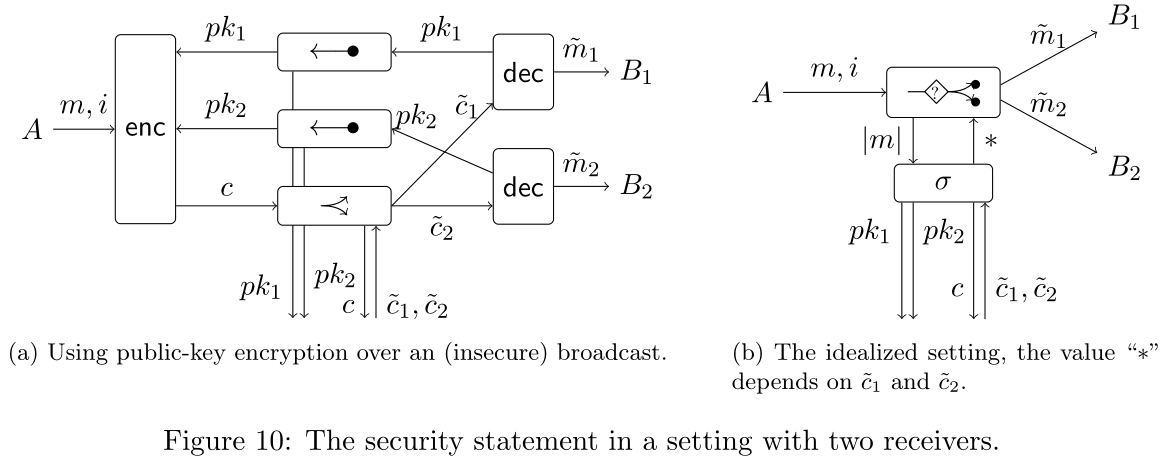 pk₁ pk₁
m̃₁
dec B₁
m, i pk₂ c̃₁ pk₂
A enc
m̃₂
dec B₂
c
c̃₂
pk₁ pk₂
c c̃₁, c̃₂
B₁
m̃₁
m, i
A ?
m̃₂
|m| *
B₂
σ
pk₁ pk₂
c c̃₁, c̃₂
(a) Using public-key encryption over an (insecure) broadcast.
(b) The idealized setting, the value “∗”
depends on c̃₁ and c̃₂.
Figure 10: The security statement in a setting with two receivers.